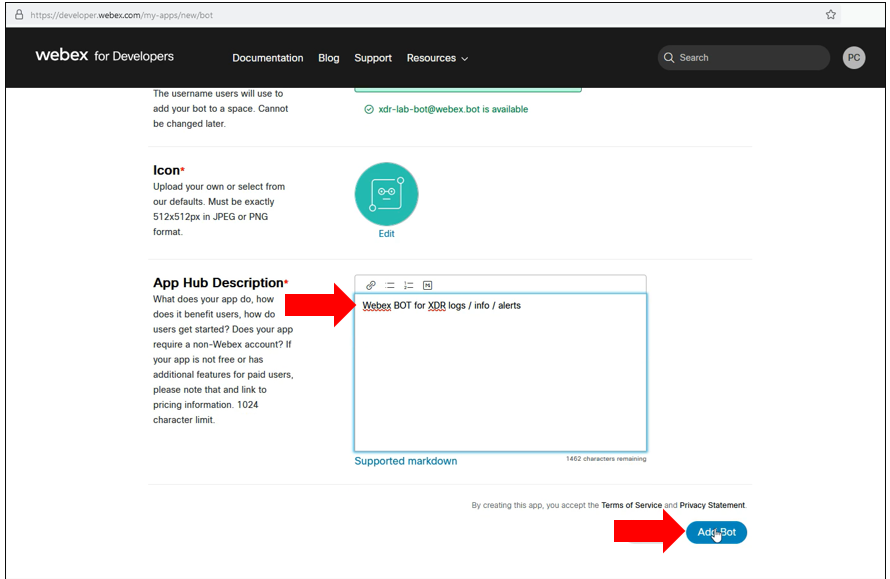 https://developer.webex.com/my-apps/new/bot
webex for Developers
Documentation
Blog
Support
Resources
Search
PC
The username users will use to
add your bot to a space. Cannot
be changed later.
xdr-lab-bot@webex.bot is available
Icon*
Upload your own or select from
our defaults. Must be exactly
512x512px in JPEG or PNG
format.
Edit
App Hub Description*
What does your app do, how
does it benefit users, how do
users get started? Does your app
require a non-Webex account? If
your app is not free or has
additional features for paid users,
please note that and link to
pricing information. 1024
character limit.
Webex BOT for XDR logs / info / alerts
Supported markdown
1462 characters remaining
By creating this app, you accept the Terms of Service and Privacy Statement.
Add Bot